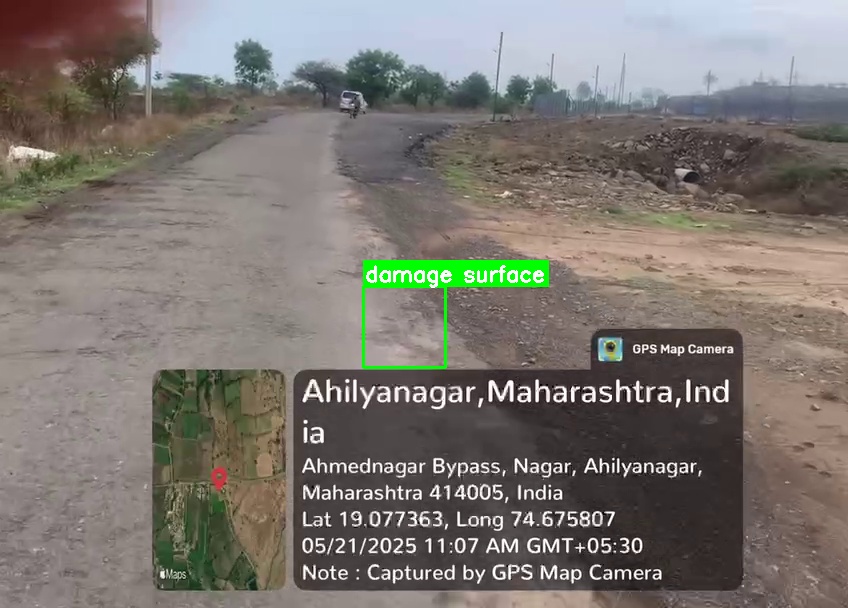 damage surface
GPS Map Camera
Ahilyanagar,Maharashtra,Ind
ia
Ahmednagar Bypass, Nagar, Ahilyanagar,
Maharashtra 414005, India
Lat 19.077363, Long 74.675807
05/21/2025 11:07 AM GMT+05:30
Note : Captured by GPS Map Camera
Maps